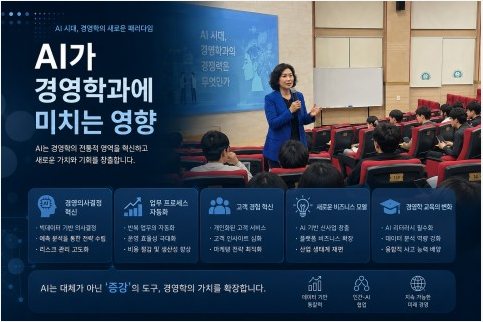 AI 시대, 경영학의 새로운 패러다임
AI가
경영학과에
미치는 영향
AI는 경영학의 전통적 영역을 혁신하고
새로운 가치와 기회를 창출합니다.
AI 시대,
경영학과의
경쟁력은
무엇인가
경영의사결정
혁신
빅데이터 기반 의사결정
예측 분석을 통한 전략 수립
리스크 관리 고도화
업무 프로세스
자동화
반복 업무의 자동화
운영 효율성 극대화
비용 절감 및 생산성 향상
고객 경험 혁신
개인화된 고객 서비스
고객 인사이트 심화
마케팅 전략 최적화
새로운 비즈니스 모델
AI 기반 신사업 창출
플랫폼 비즈니스 확장
산업 생태계 재편
경영학 교육의 변화
AI 리터러시 필수화
데이터 분석 역량 강화
융합적 사고 능력 배양
AI는 대체가 아닌 '증강'의 도구, 경영학의 가치를 확장합니다.
데이터 기반
통찰력
인간-AI
협업
지속 가능한
미래 경영